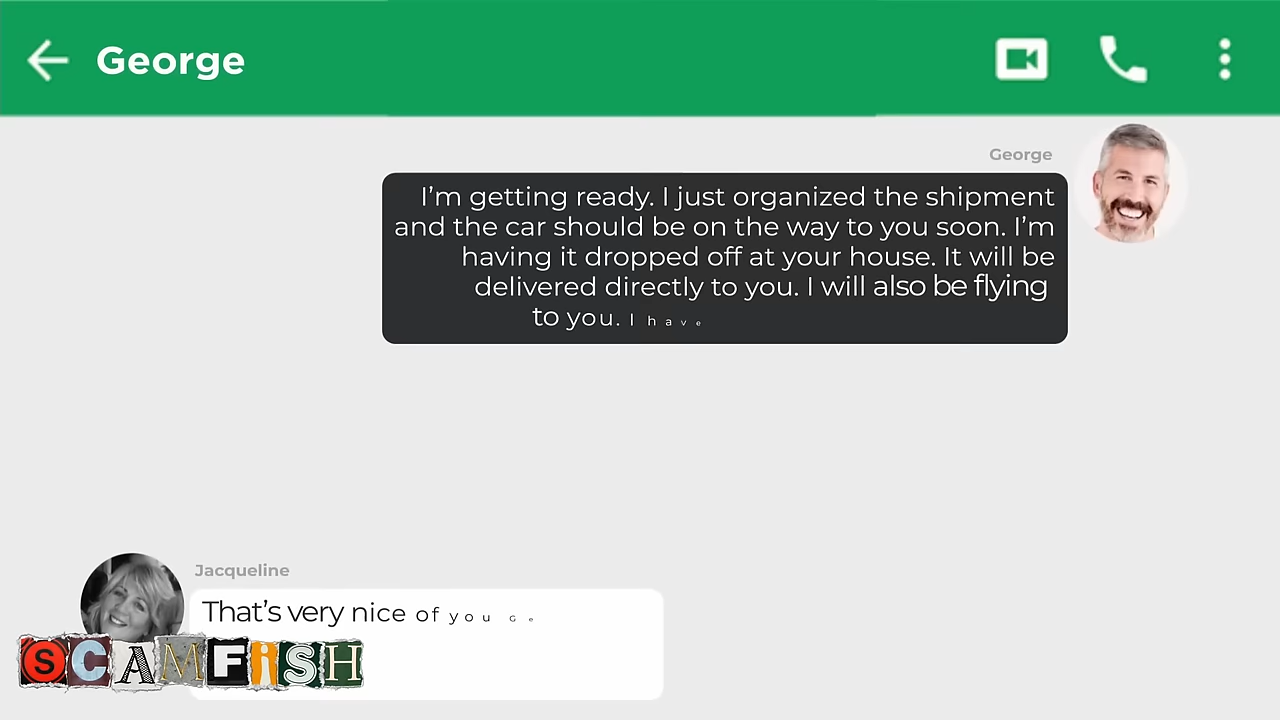 George
George
I’m getting ready. I just organized the shipment
and the car should be on the way to you soon. I’m
having it dropped off at your house. It will be
delivered directly to you. I will also be flying
to you. I have
Jacqueline
That’s very nice of you Ge
SCAMFiSH